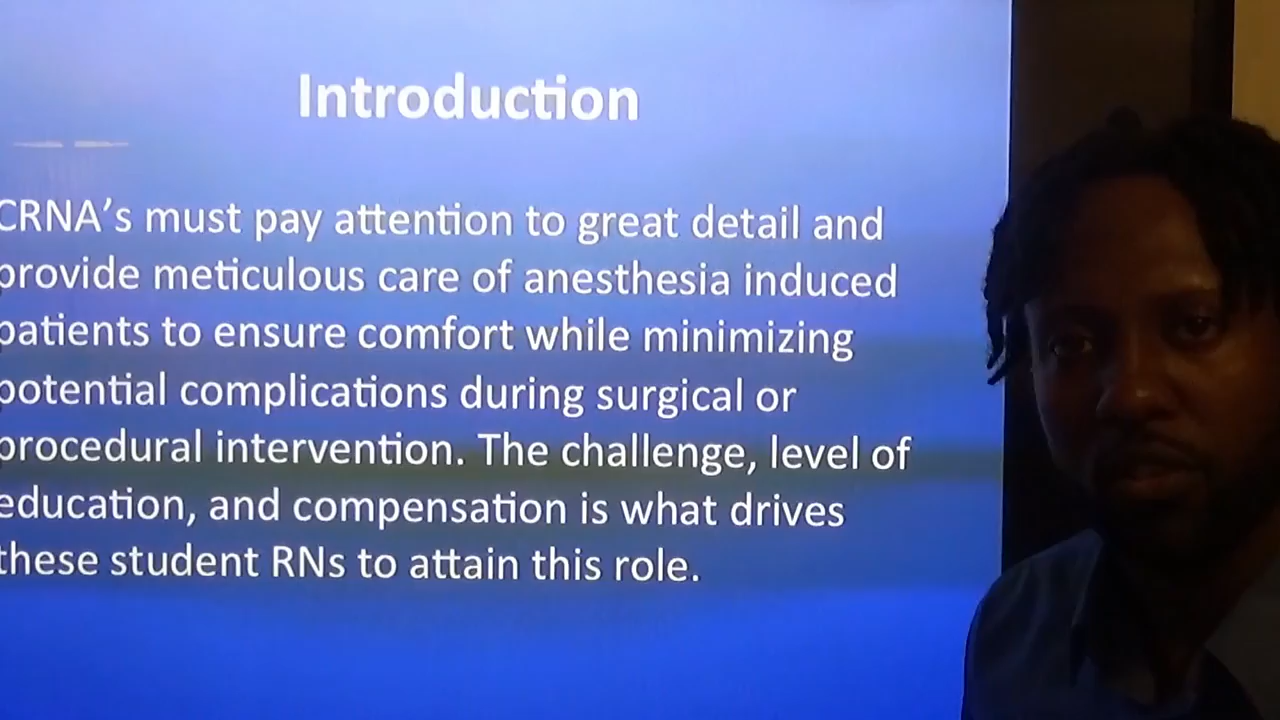 Introduction
CRNA’s must pay attention to great detail and
provide meticulous care of anesthesia induced
patients to ensure comfort while minimizing
potential complications during surgical or
procedural intervention. The challenge, level of
education, and compensation is what drives
these student RNs to attain this role.